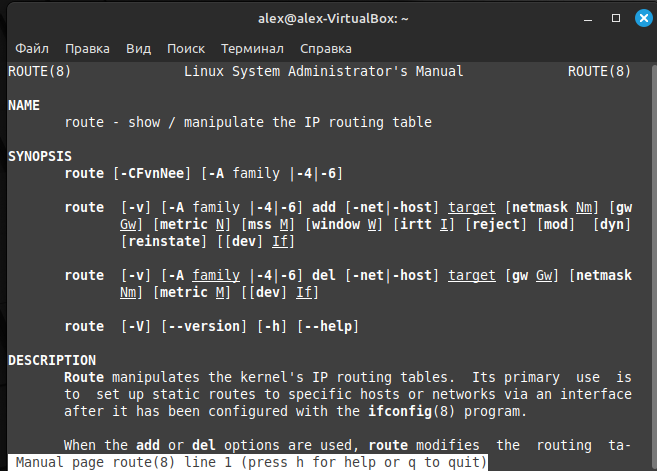 alex@alex-VirtualBox: ~
Файл Правка Вид Поиск Терминал Справка
ROUTE(8) Linux System Administrator's Manual ROUTE(8)
NAME
route - show / manipulate the IP routing table
SYNOPSIS
route [-CFvnNee] [-A family |-4|-6]
route [-v] [-A family |-4|-6] add [-net|-host] target [netmask Nm] [gw
Gw] [metric N] [mss M] [window W] [irtt I] [reject] [mod] [dyn]
[reinstate] [[dev] If]
route [-v] [-A family |-4|-6] del [-net|-host] target [gw Gw] [netmask
Nm] [metric M] [[dev] If]
route [-V] [--version] [-h] [--help]
DESCRIPTION
Route manipulates the kernel's IP routing tables. Its primary use is
to set up static routes to specific hosts or networks via an interface
after it has been configured with the ifconfig(8) program.
When the add or del options are used, route modifies the routing ta-
Manual page route(8) line 1 (press h for help or q to quit)